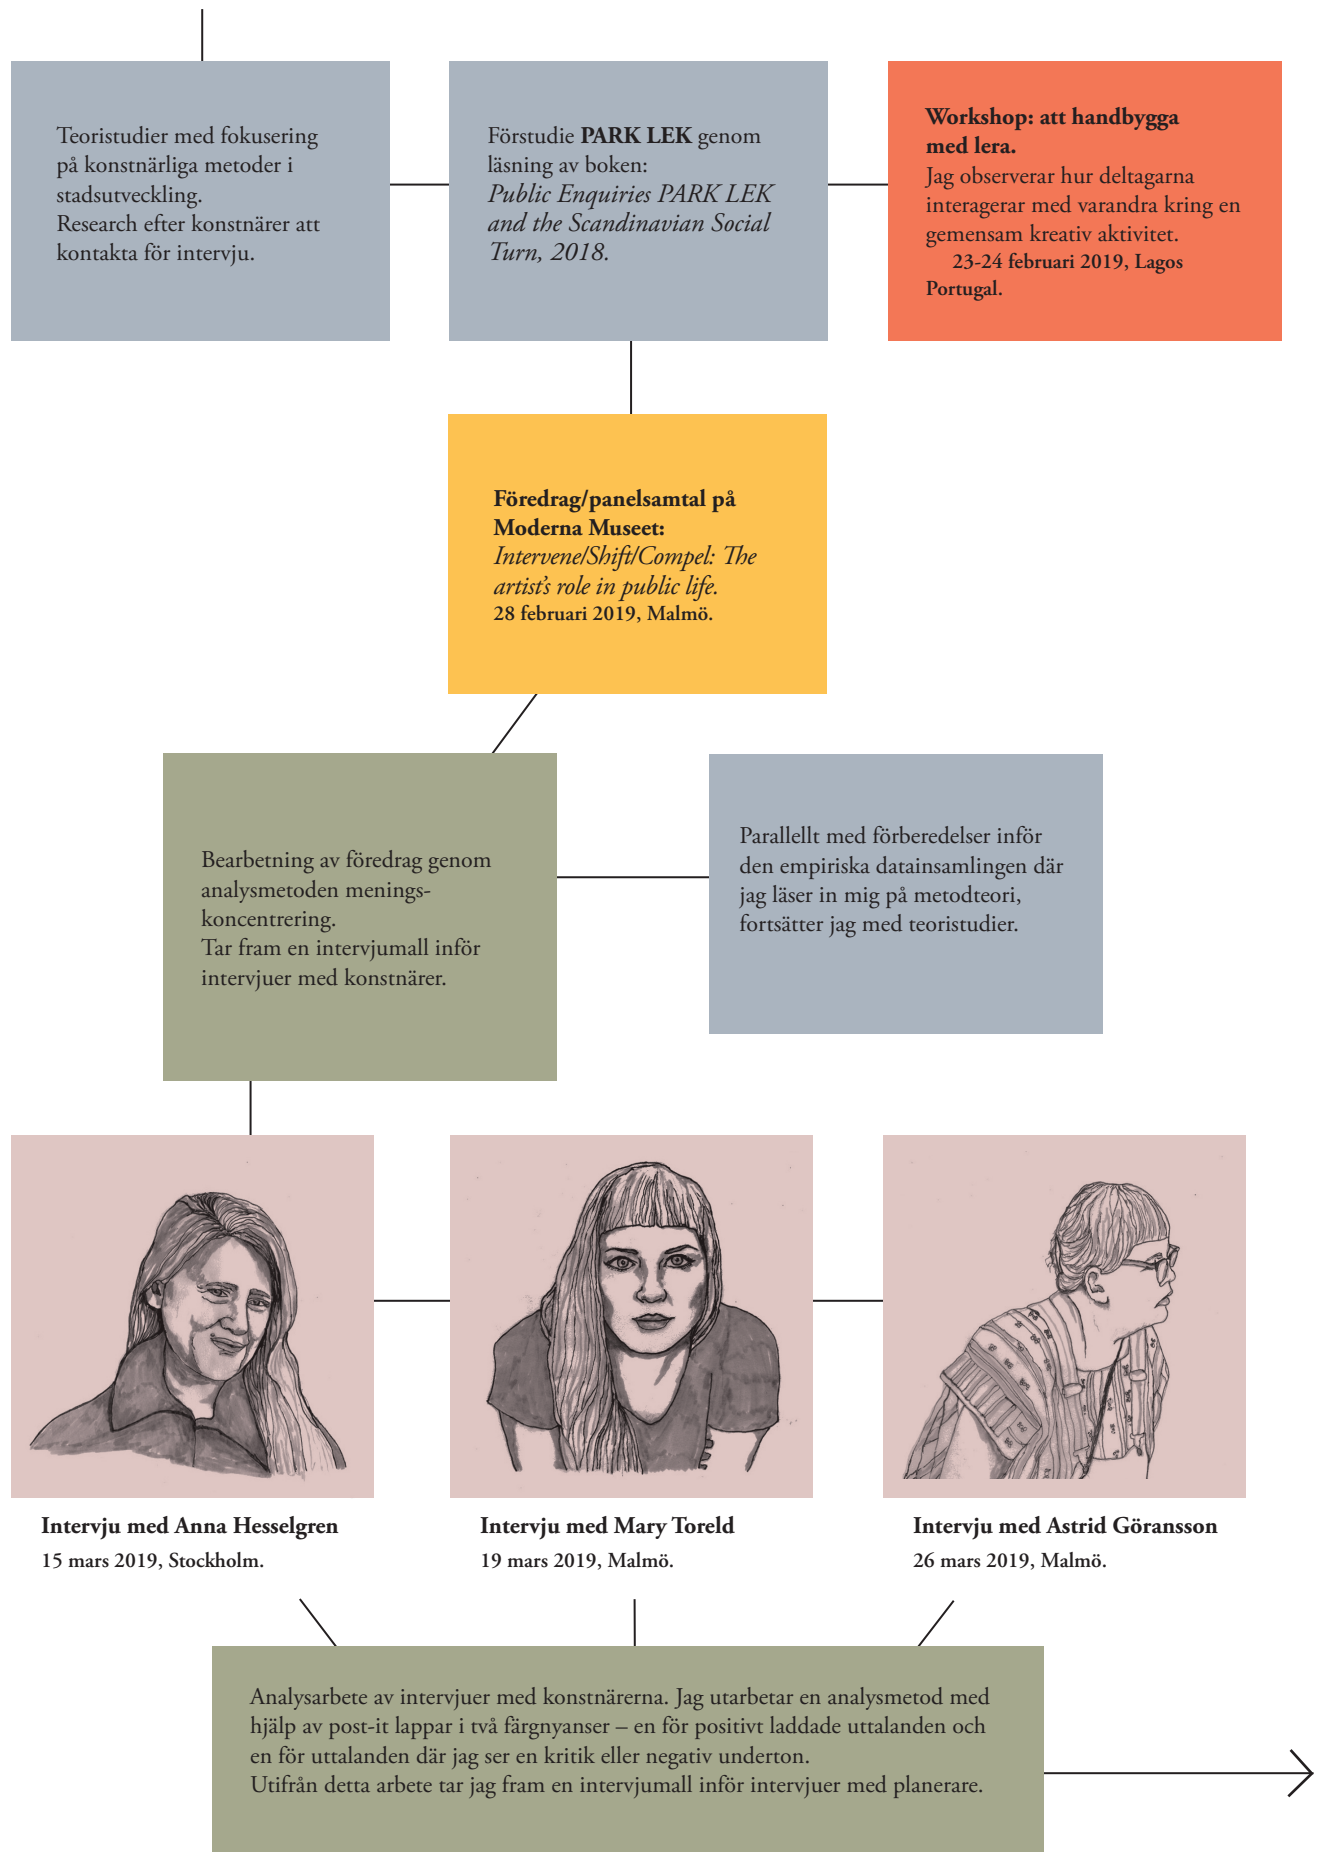 Teoristudier med fokusering
på konstnärliga metoder i
stadsutveckling.
Research efter konstnärer att
kontakta för intervju.
Förstudie PARK LEK genom
läsning av boken:
Public Enquiries PARK LEK
and the Scandinavian Social
Turn, 2018.
Workshop: att handbygga
med lera.
Jag observerar hur deltagarna
interagerar med varandra kring en
gemensam kreativ aktivitet.
23-24 februari 2019, Lagos
Portugal.
Föredrag/panelsamtal på
Moderna Museet:
Intervene/Shift/Compel: The
artist's role in public life.
28 februari 2019, Malmö.
Bearbetning av föredrag genom
analysmetoden menings-
koncentrering.
Tar fram en intervjumall inför
intervjuer med konstnärer.
Parallellt med förberedelser inför
den empiriska datainsamlingen där
jag läser in mig på metodteori,
fortsätter jag med teoristudier.
Intervju med Anna Hesselgren
15 mars 2019, Stockholm.
Intervju med Mary Toreld
19 mars 2019, Malmö.
Intervju med Astrid Göransson
26 mars 2019, Malmö.
Analysarbete av intervjuer med konstnärerna. Jag utarbetar en analysmetod med
hjälp av post-it lappar i två färgnyanser – en för positivt laddade uttalanden och
en för uttalanden där jag ser en kritik eller negativ underton.
Utifrån detta arbete tar jag fram en intervjumall inför intervjuer med planerare.